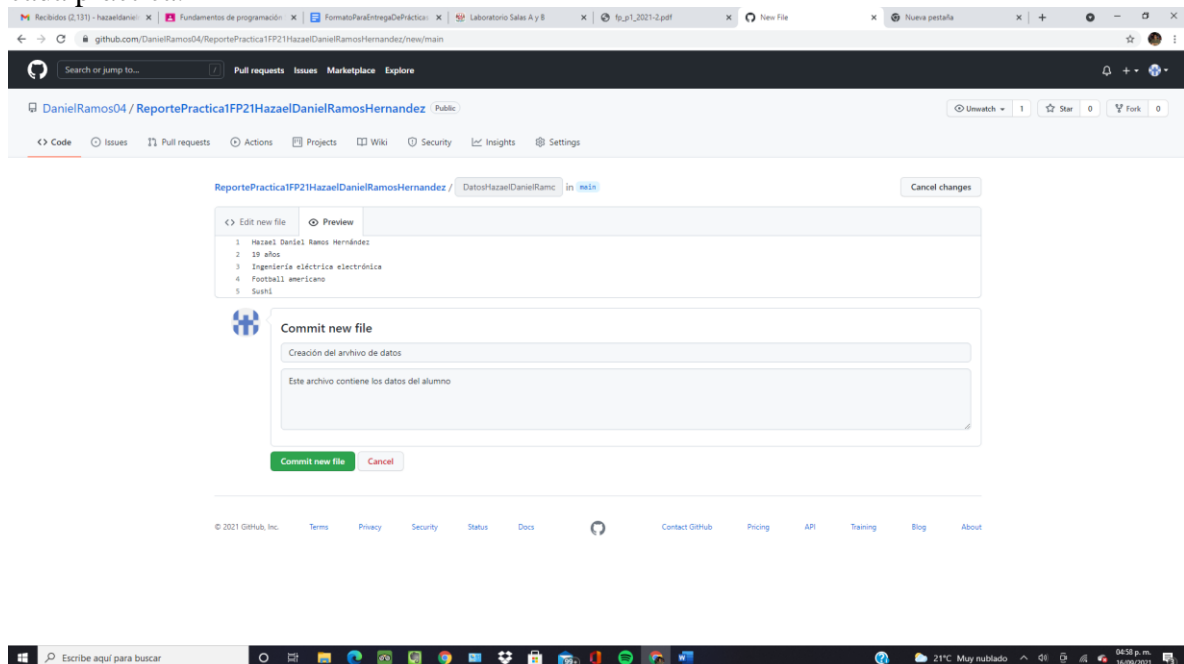 cada práctica.
Recibidos (2,131) - hazaeldaniel
Fundamentos de programación
FormatoParaEntregaDePrácticas
Laboratorio Salas A y B
fp_p1_2021-2.pdf
New File
Nueva pestaña
github.com/DanielRamos04/ReportePractica1FP21HazaelDanielRamosHernandez/new/main
Search or jump to... /
Pull requests Issues Marketplace Explore
DanielRamos04 / ReportePractica1FP21HazaelDanielRamosHernandez Public
Unwatch 1 Star 0 Fork 0
Code Issues Pull requests Actions Projects Wiki Security Insights Settings
ReportePractica1FP21HazaelDanielRamosHernandez / DatosHazaelDanielRamc in main
Cancel changes
<> Edit new file Preview
1 Hazael Daniel Ramos Hernández
2 19 años
3 Ingeniería eléctrica electrónica
4 Football americano
5 Sushi
Commit new file
Creación del arvhivo de datos
Este archivo contiene los datos del alumno
Commit new file Cancel
© 2021 GitHub, Inc. Terms Privacy Security Status Docs Contact GitHub Pricing API Training Blog About
Escribe aquí para buscar
21°C Muy nublado
04:58 p. m.
16/09/2021